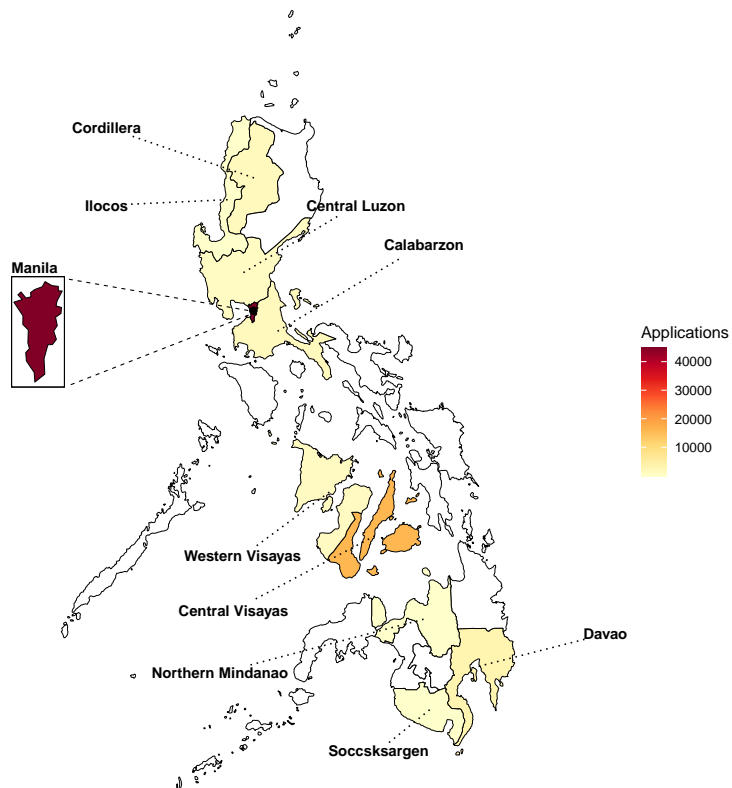 Cordillera
Ilocos
Central Luzon
Calabarzon
Manila
Applications
40000
30000
20000
10000
Western Visayas
Central Visayas
Davao
Northern Mindanao
Soccsksargen